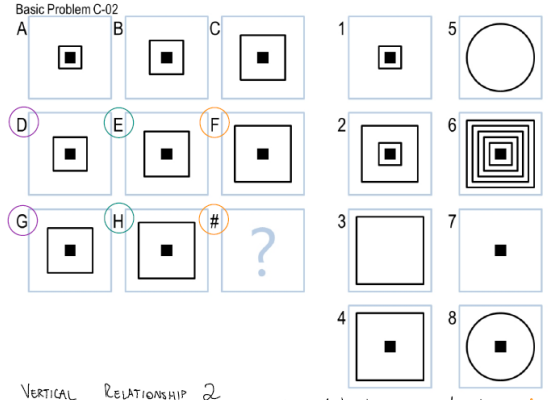 Basic Problem C-02
A B C 1 5
D E F 2 6
G H # ? 3 7
4 8
VERTICAL RELATIONSHIP 2